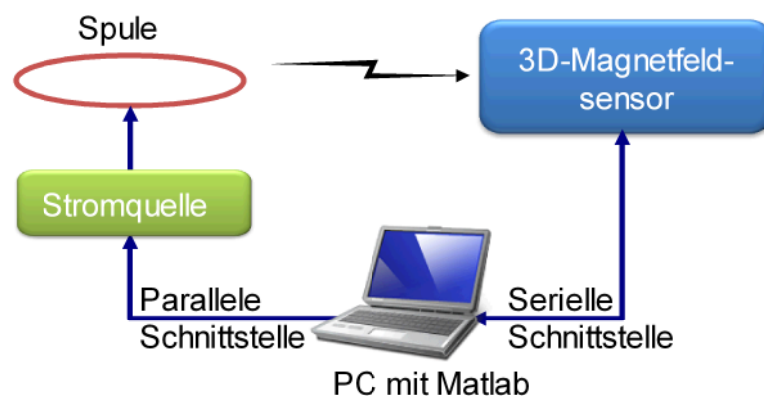 Spule
3D-Magnetfeld-
sensor
Stromquelle
Parallele
Schnittstelle
Serielle
Schnittstelle
PC mit Matlab